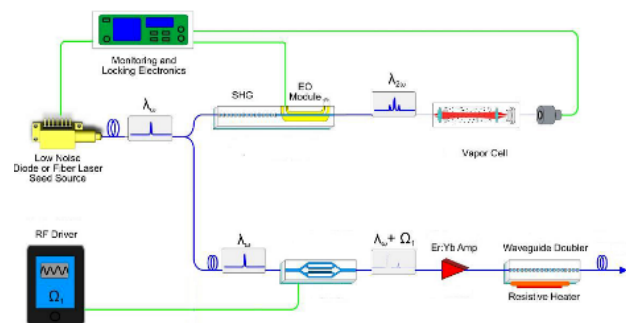 Monitoring and
Locking Electronics
SHG
EO
Module
λ2ω
λω
Low Noise
Diode or Fiber Laser
Seed Source
Vapor Cell
RF Driver
Ω1
λω
λω + Ω1
Er:Yb Amp
Waveguide Doubler
Resistive Heater